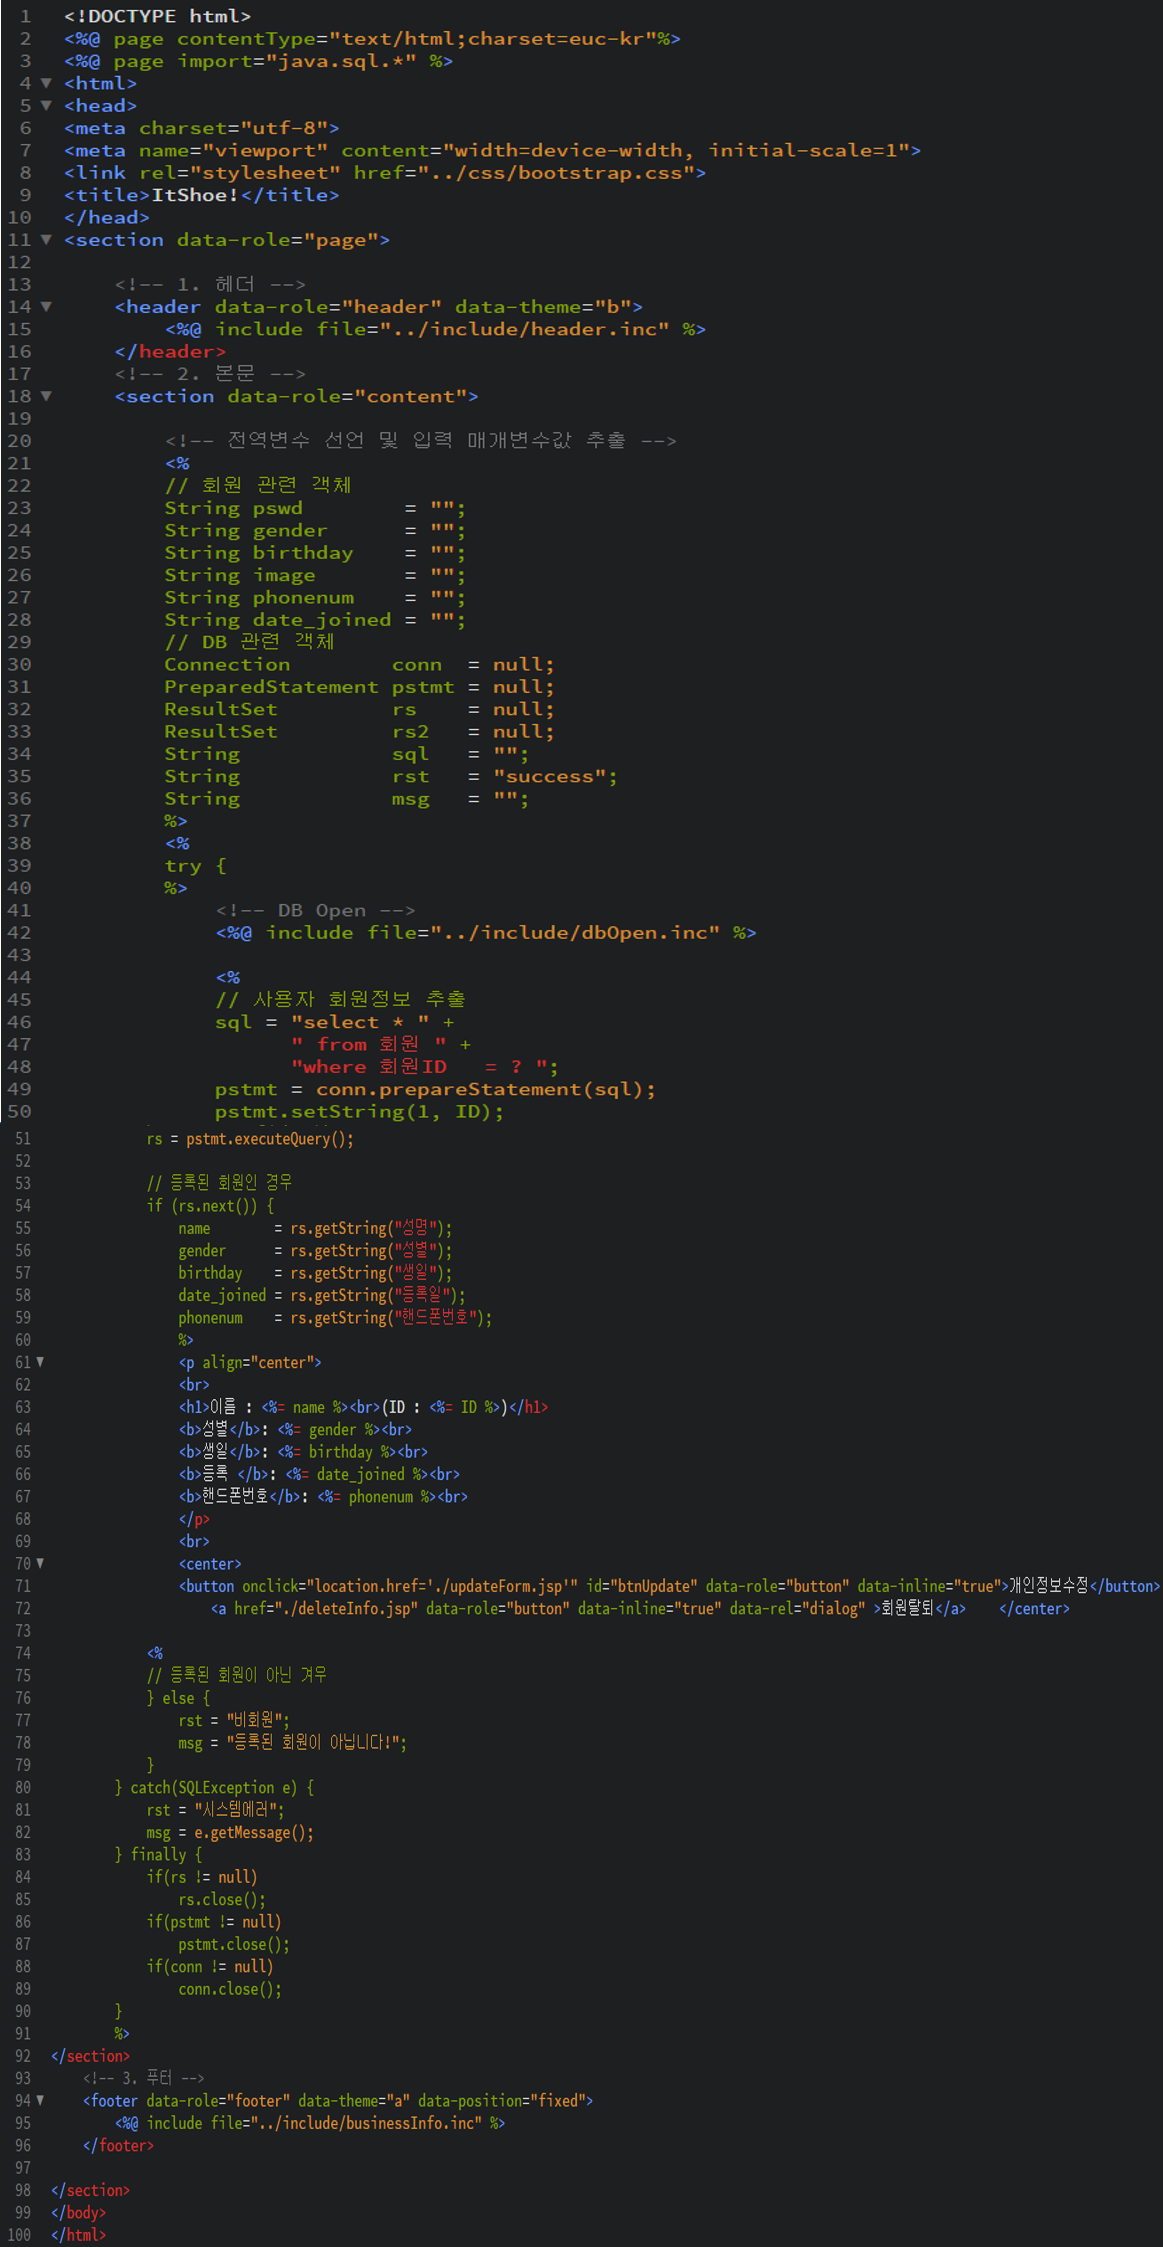 1 <!DOCTYPE html>
2 <%@ page contentType="text/html;charset=euc-kr"%>
3 <%@ page import="java.sql.*" %>
4 <html>
5 <head>
6 <meta charset="utf-8">
7 <meta name="viewport" content="width=device-width, initial-scale=1">
8 <link rel="stylesheet" href="../css/bootstrap.css">
9 <title>ItShoe!</title>
10 </head>
11 <section data-role="page">
12
13     <!-- 1. 헤더 -->
14     <header data-role="header" data-theme="b">
15         <%@ include file="../include/header.inc" %>
16     </header>
17     <!-- 2. 본문 -->
18     <section data-role="content">
19
20         <!-- 전역변수 선언 및 입력 매개변수값 추출 -->
21         <%
22         // 회원 관련 객체
23         String pswd        = "";
24         String gender      = "";
25         String birthday    = "";
26         String image       = "";
27         String phonenum    = "";
28         String date_joined = "";
29         // DB 관련 객체
30         Connection        conn  = null;
31         PreparedStatement pstmt = null;
32         ResultSet         rs    = null;
33         ResultSet         rs2   = null;
34         String            sql   = "";
35         String            rst   = "success";
36         String            msg   = "";
37         %>
38         <%
39         try {
40         %>
41             <!-- DB Open -->
42             <%@ include file="../include/dbOpen.inc" %>
43
44             <%
45             // 사용자 회원정보 추출
46             sql = "select * " +
47                   " from 회원 " +
48                   "where 회원ID   = ? ";
49             pstmt = conn.prepareStatement(sql);
50             pstmt.setString(1, ID);
51             rs = pstmt.executeQuery();
52
53             // 등록된 회원인 경우
54             if (rs.next()) {
55                 name        = rs.getString("성명");
56                 gender      = rs.getString("성별");
57                 birthday    = rs.getString("생일");
58                 date_joined = rs.getString("등록일");
59                 phonenum    = rs.getString("핸드폰번호");
60                 %>
61                 <p align="center">
62                 <br>
63                 <h1>이름 : <%= name %><br>(ID : <%= ID %>)</h1>
64                 <b>성별</b>: <%= gender %><br>
65                 <b>생일</b>: <%= birthday %><br>
66                 <b>등록 </b>: <%= date_joined %><br>
67                 <b>핸드폰번호</b>: <%= phonenum %><br>
68                 </p>
69                 <br>
70                 <center>
71                 <button onclick="location.href='./updateForm.jsp'" id="btnUpdate" data-role="button" data-inline="true">개인정보수정</button>
72                     <a href="./deleteInfo.jsp" data-role="button" data-inline="true" data-rel="dialog" >회원탈퇴</a>    </center>
73
74             <%
75             // 등록된 회원이 아닌 겨우
76             } else {
77                 rst = "비회원";
78                 msg = "등록된 회원이 아닙니다!";
79             }
80         } catch(SQLException e) {
81             rst = "시스템에러";
82             msg = e.getMessage();
83         } finally {
84             if(rs != null)
85                 rs.close();
86             if(pstmt != null)
87                 pstmt.close();
88             if(conn != null)
89                 conn.close();
90         }
91         %>
92 </section>
93     <!-- 3. 푸터 -->
94     <footer data-role="footer" data-theme="a" data-position="fixed">
95         <%@ include file="../include/businessInfo.inc" %>
96     </footer>
97
98 </section>
99 </body>
100 </html>